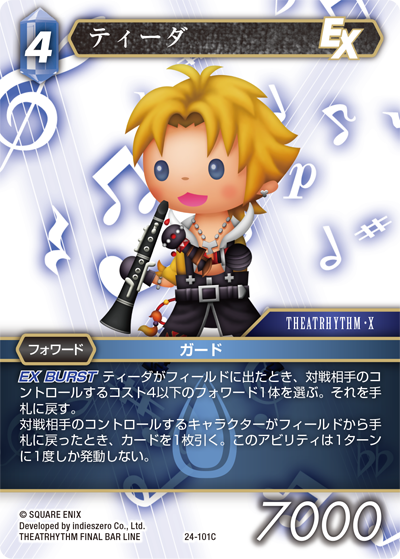 4
ティーダ
EX
THEATRHYTHM・X
フォワード
ガード
EX BURST ティーダがフィールドに出たとき、対戦相手のコ
ントロールするコスト4以下のフォワード1体を選ぶ。それを手
札に戻す。
対戦相手のコントロールするキャラクターがフィールドから手
札に戻ったとき、カードを1枚引く。このアビリティは1ターン
に1度しか発動しない。
© SQUARE ENIX
Developed by indieszero Co., Ltd.
THEATRHYTHM FINAL BAR LINE
24-101C
7000